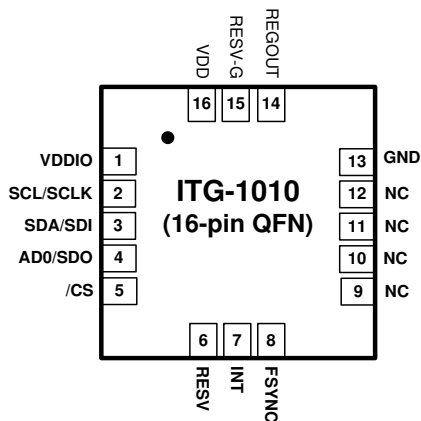 VDD
RESV-G
REGOUT
16
15
14
VDDIO
1
SCL/SCLK
2
SDA/SDI
3
AD0/SDO
4
/CS
5
ITG-1010
(16-pin QFN)
13
GND
12
NC
11
NC
10
NC
9
NC
6
7
8
RESV
INT
FSYNC